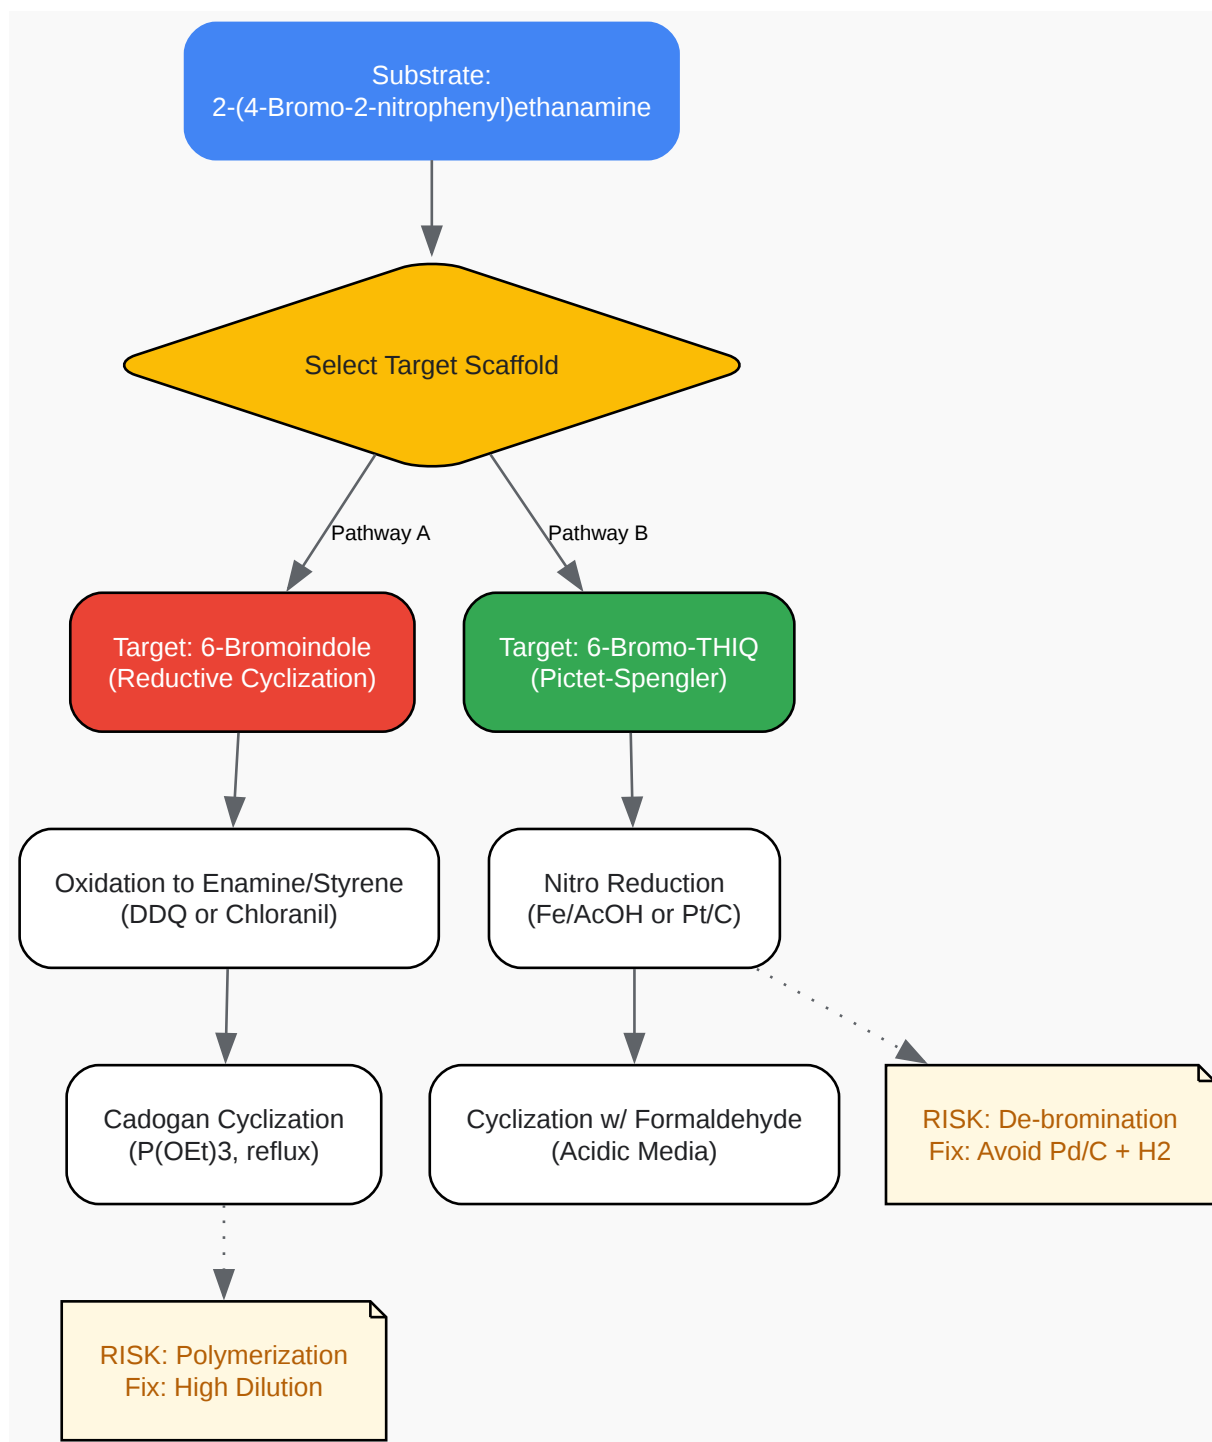 Substrate:
2-(4-Bromo-2-nitrophenyl)ethanamine
Select Target Scaffold
Pathway A
Pathway B
Target: 6-Bromoindole
(Reductive Cyclization)
Target: 6-Bromo-THIQ
(Pictet-Spengler)
Oxidation to Enamine/Styrene
(DDQ or Chloranil)
Nitro Reduction
(Fe/AcOH or Pt/C)
Cadogan Cyclization
(P(OEt)3, reflux)
Cyclization w/ Formaldehyde
(Acidic Media)
RISK: De-bromination
Fix: Avoid Pd/C + H2
RISK: Polymerization
Fix: High Dilution